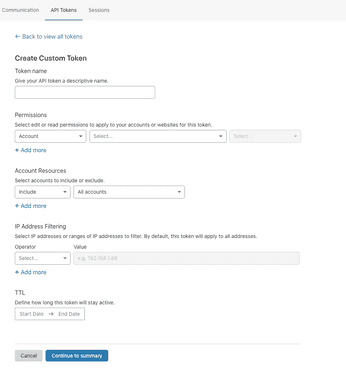 Communication API Tokens Sessions
← Back to view all tokens
Create Custom Token
Token name
Give your API token a descriptive name.
Permissions
Select edit or read permissions to apply to your accounts or websites for this token.
Account Select... Select...
+ Add more
Account Resources
Select accounts to include or exclude.
Include All accounts
+ Add more
IP Address Filtering
Select IP addresses or ranges of IP addresses to filter. By default, this token will apply to all addresses.
Operator Value
Select... e.g. 192.168.1.88
+ Add more
TTL
Define how long this token will stay active.
Start Date → End Date
Cancel Continue to summary